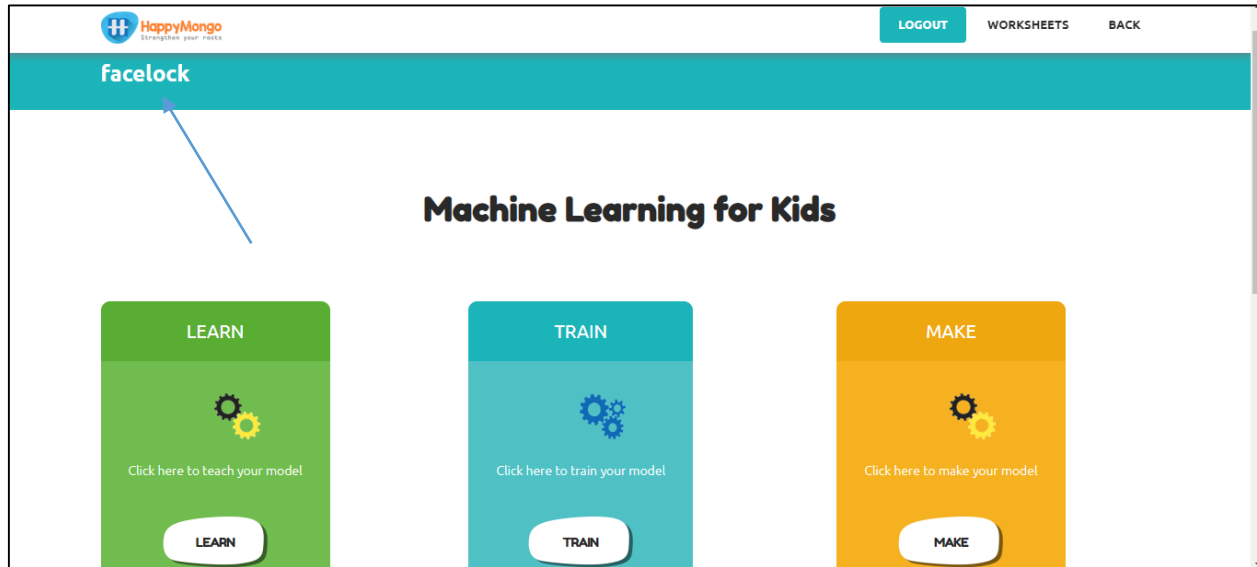 HappyMongo
Strengthen your roots
LOGOUT WORKSHEETS BACK
facelock
Machine Learning for Kids
LEARN TRAIN MAKE
Click here to teach your model Click here to train your model Click here to make your model
LEARN TRAIN MAKE